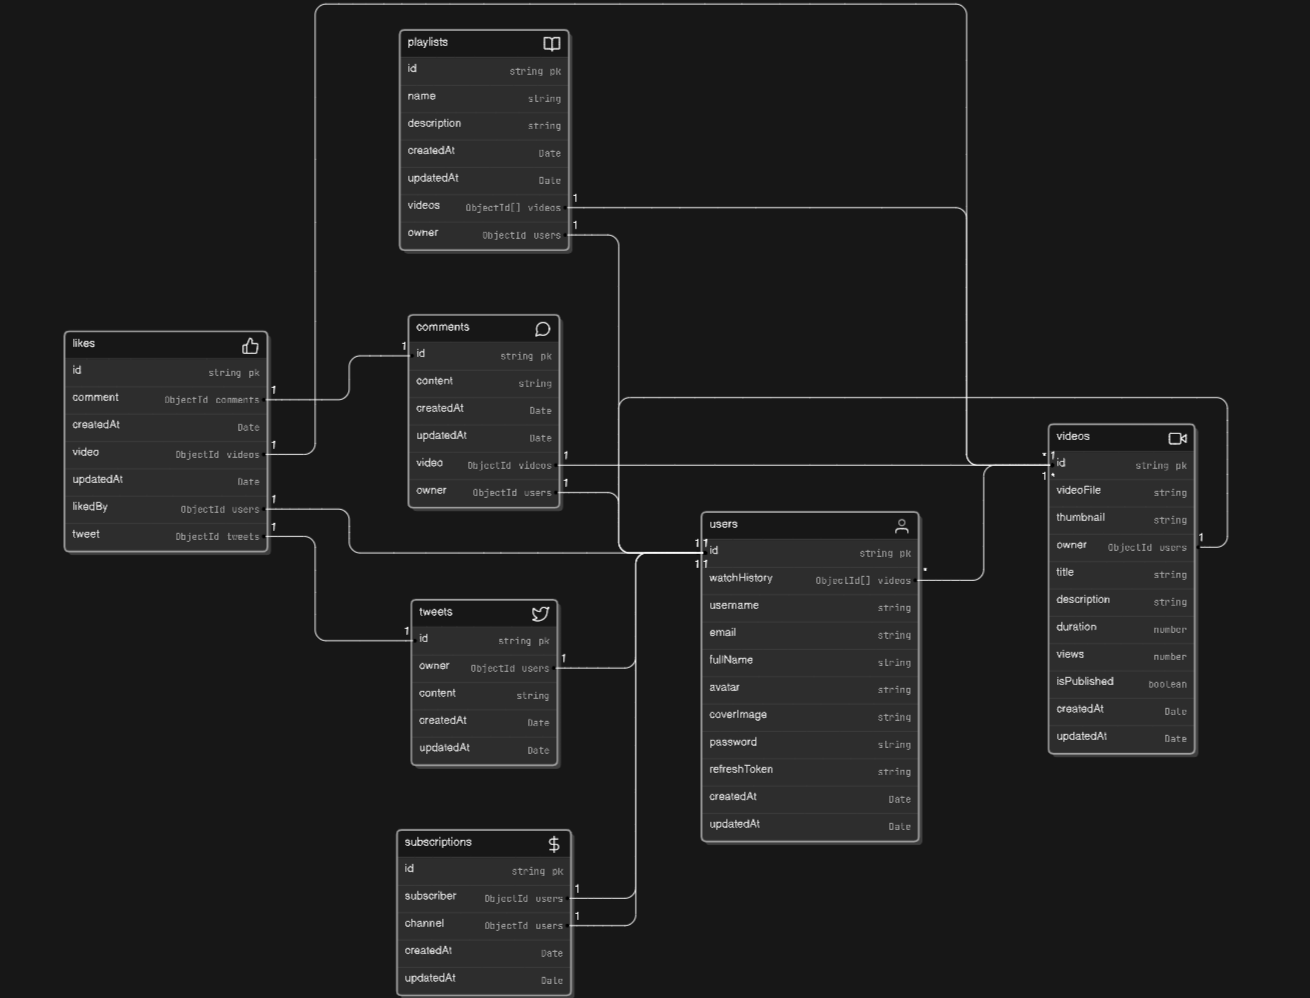 playlists
id string pk
name string
description string
createdAt Date
updatedAt Date
videos ObjectId[] videos 1
owner ObjectId users 1
likes
id string pk
comment ObjectId comments 1
createdAt Date
video ObjectId videos 1
updatedAt Date
likedBy ObjectId users 1
tweet ObjectId tweets 1
comments
1 id string pk
content string
createdAt Date
updatedAt Date
video ObjectId videos 1
owner ObjectId users 1
tweets
1 id string pk
owner ObjectId users 1
content string
createdAt Date
updatedAt Date
subscriptions
id string pk
subscriber ObjectId users 1
channel ObjectId users 1
createdAt Date
updatedAt Date
users
1 1
id string pk
1 1
watchHistory ObjectId[] videos *
username string
email string
fullName string
avatar string
coverImage string
password string
refreshToken string
createdAt Date
updatedAt Date
videos
* 1
id string pk
1 *
videoFile string
thumbnail string
owner ObjectId users 1
title string
description string
duration number
views number
isPublished boolean
createdAt Date
updatedAt Date